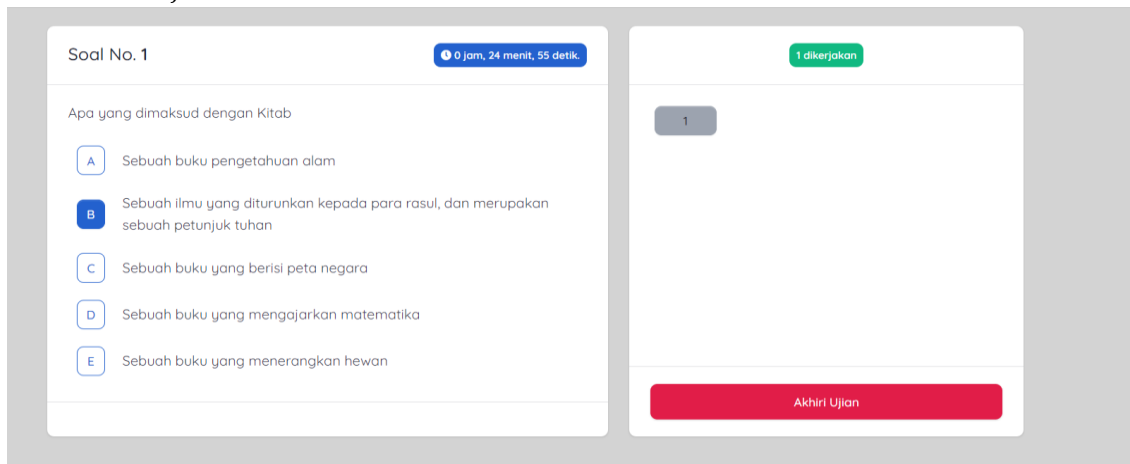 Soal No. 1
0 jam, 24 menit, 55 detik.
Apa yang dimaksud dengan Kitab
A Sebuah buku pengetahuan alam
B Sebuah ilmu yang diturunkan kepada para rasul, dan merupakan
sebuah petunjuk tuhan
C Sebuah buku yang berisi peta negara
D Sebuah buku yang mengajarkan matematika
E Sebuah buku yang menerangkan hewan
1 dikerjakan
1
Akhiri Ujian